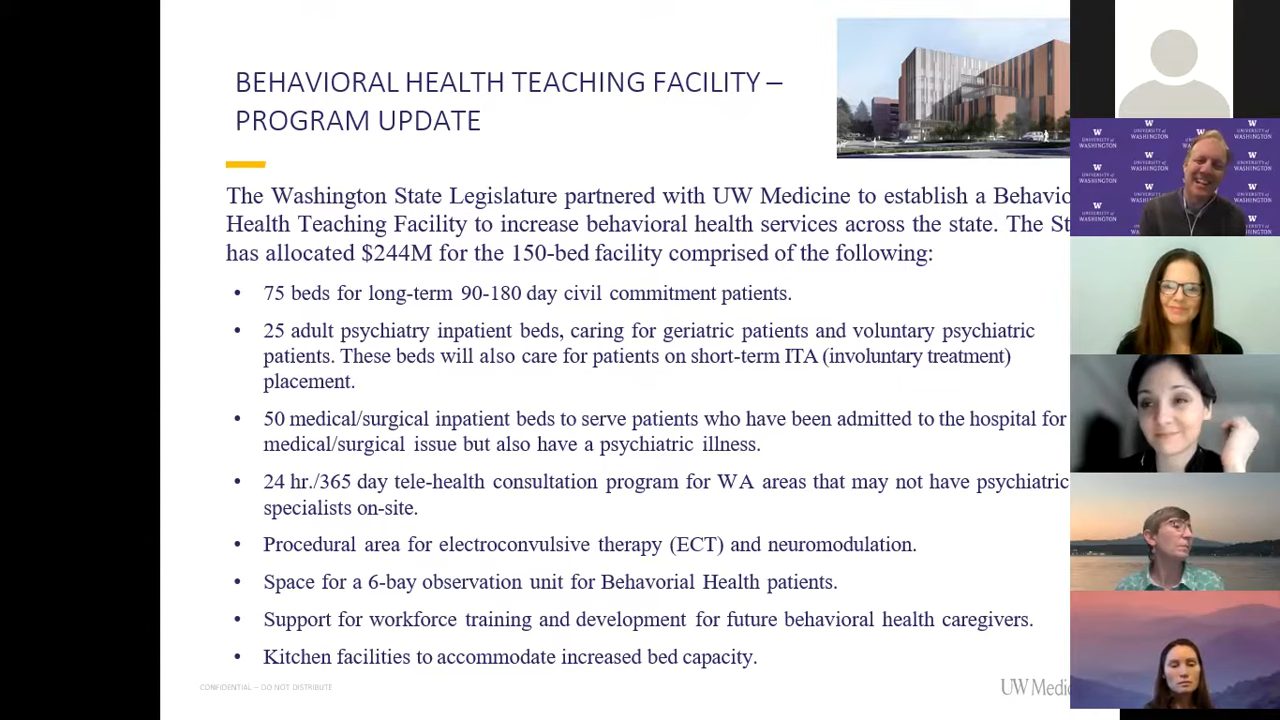 BEHAVIORAL HEALTH TEACHING FACILITY –
PROGRAM UPDATE
The Washington State Legislature partnered with UW Medicine to establish a Behavio
Health Teaching Facility to increase behavioral health services across the state. The St
has allocated $244M for the 150-bed facility comprised of the following:
• 75 beds for long-term 90-180 day civil commitment patients.
• 25 adult psychiatry inpatient beds, caring for geriatric patients and voluntary psychiatric
patients. These beds will also care for patients on short-term ITA (involuntary treatment)
placement.
• 50 medical/surgical inpatient beds to serve patients who have been admitted to the hospital for
medical/surgical issue but also have a psychiatric illness.
• 24 hr./365 day tele-health consultation program for WA areas that may not have psychiatric
specialists on-site.
• Procedural area for electroconvulsive therapy (ECT) and neuromodulation.
• Space for a 6-bay observation unit for Behavorial Health patients.
• Support for workforce training and development for future behavioral health caregivers.
• Kitchen facilities to accommodate increased bed capacity.
CONFIDENTIAL – DO NOT DISTRIBUTE
UW Medic
W
UNIVERSITY of
WASHINGTON